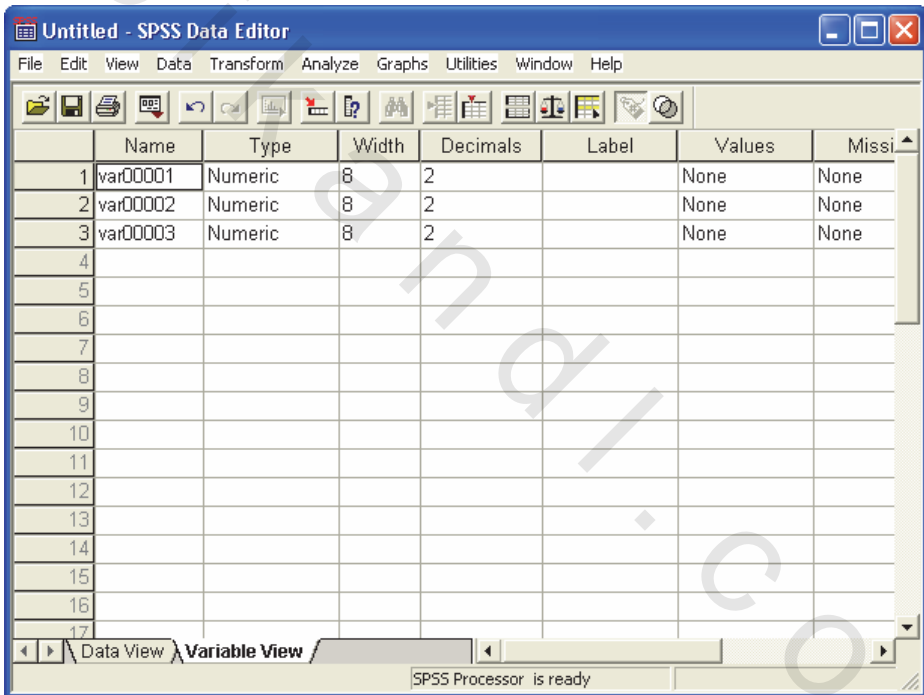 Untitled - SPSS Data Editor
File Edit View Data Transform Analyze Graphs Utilities Window Help
Name Type Width Decimals Label Values Missi
1 var00001 Numeric 8 2 None None
2 var00002 Numeric 8 2 None None
3 var00003 Numeric 8 2 None None
4
5
6
7
8
9
10
11
12
13
14
15
16
17
Data View Variable View
SPSS Processor is ready